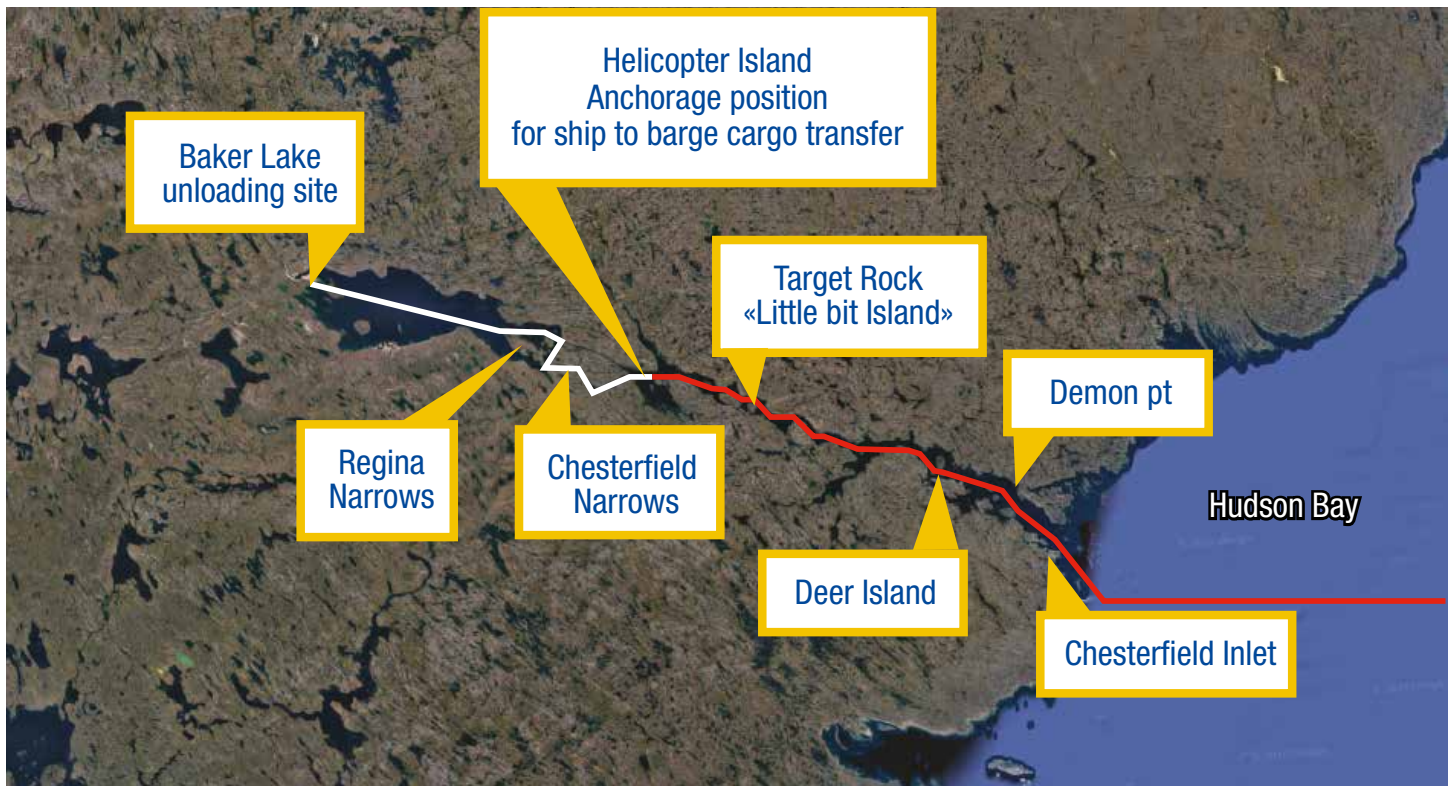 Helicopter Island
Anchorage position
for ship to barge cargo transfer
Baker Lake
unloading site
Target Rock
«Little bit Island»
Demon pt
Regina
Narrows
Chesterfield
Narrows
Hudson Bay
Deer Island
Chesterfield Inlet